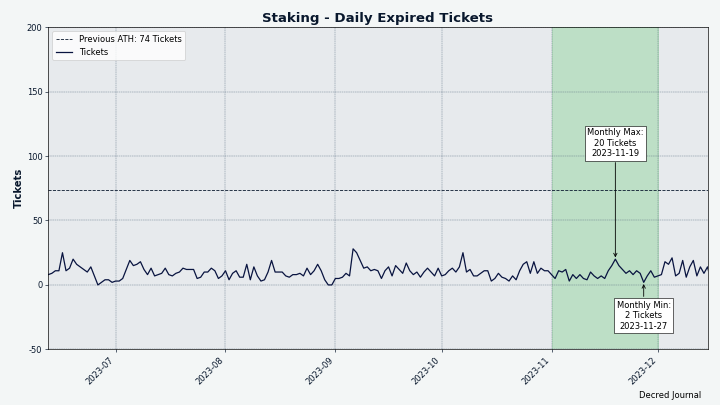 Staking - Daily Expired Tickets
200
150
100
50
0
-50
Tickets
Previous ATH: 74 Tickets
Tickets
Monthly Max:
20 Tickets
2023-11-19
Monthly Min:
2 Tickets
2023-11-27
2023-07
2023-08
2023-09
2023-10
2023-11
2023-12
Decred Journal